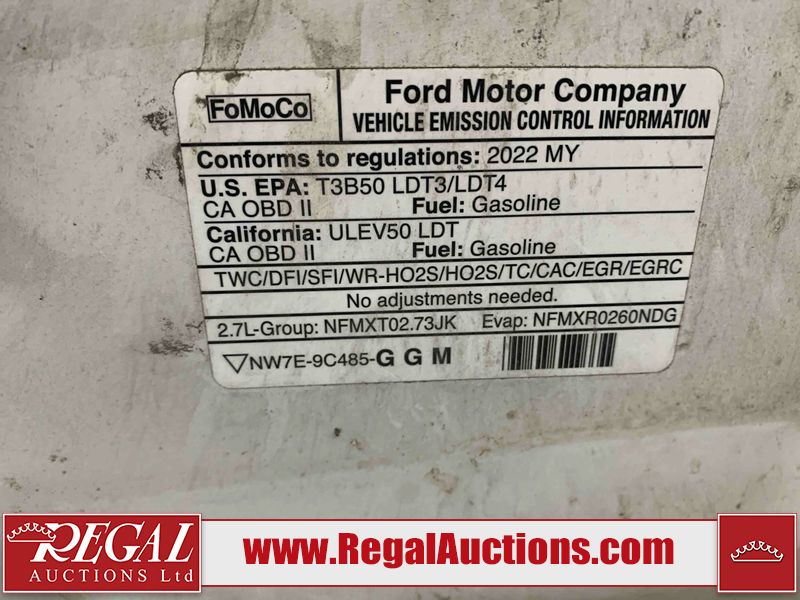 FoMoCo
Ford Motor Company
VEHICLE EMISSION CONTROL INFORMATION
Conforms to regulations: 2022 MY
U.S. EPA: T3B50 LDT3/LDT4
CA OBD II Fuel: Gasoline
California: ULEV50 LDT
CA OBD II Fuel: Gasoline
TWC/DFI/SFI/WR-HO2S/HO2S/TC/CAC/EGR/EGRC
No adjustments needed.
2.7L-Group: NFMXT02.73JK Evap: NFMXR0260NDG
NW7E-9C485-G G M
REGAL
AUCTIONS Ltd
www.RegalAuctions.com